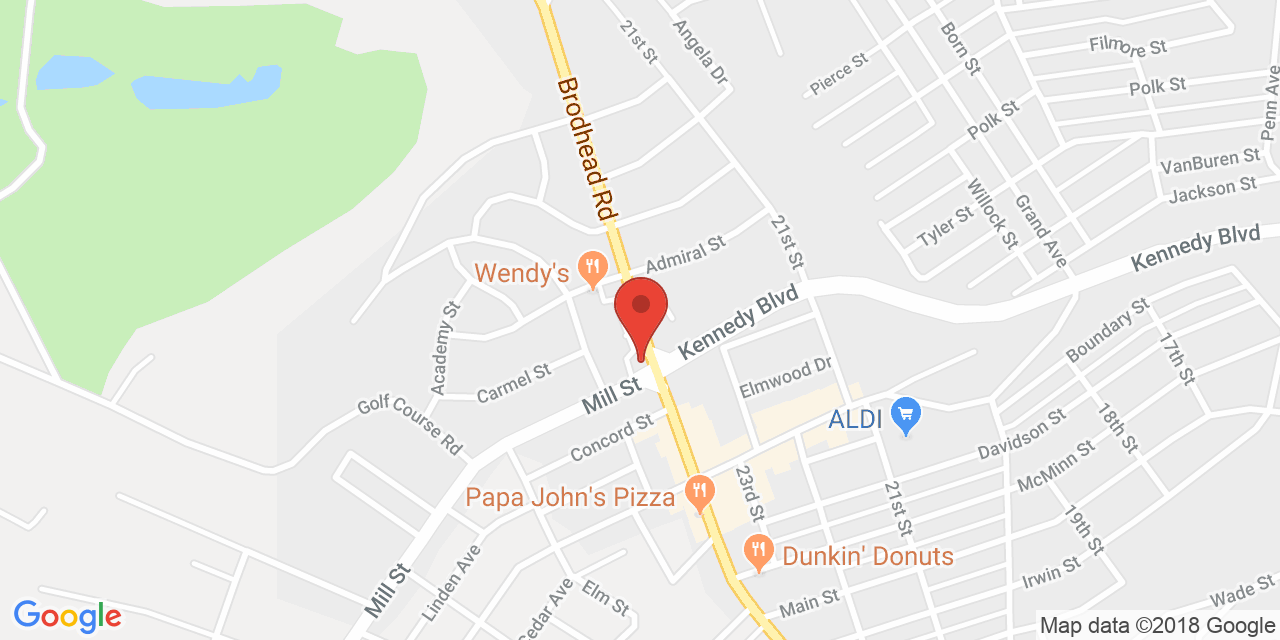 21st St
Angela Dr
Pierce St
Born St
Filmore St
Polk St
Penn Ave
Brodhead Rd
Polk St
VanBuren St
Jackson St
Willock St
Grand Ave
Tyler St
21st St
Kennedy Blvd
Admiral St
Wendy's
Academy St
Kennedy Blvd
Boundary St
17th St
Carmel St
Mill St
Elmwood Dr
Golf Course Rd
Concord St
ALDI
Davidson St
18th St
McMinn St
Papa John's Pizza
23rd St
21st St
19th St
Dunkin' Donuts
Irwin St
Mill St
Linden Ave
Cedar Ave
Elm St
Main St
Wade St
Google
Map data ©2018 Google